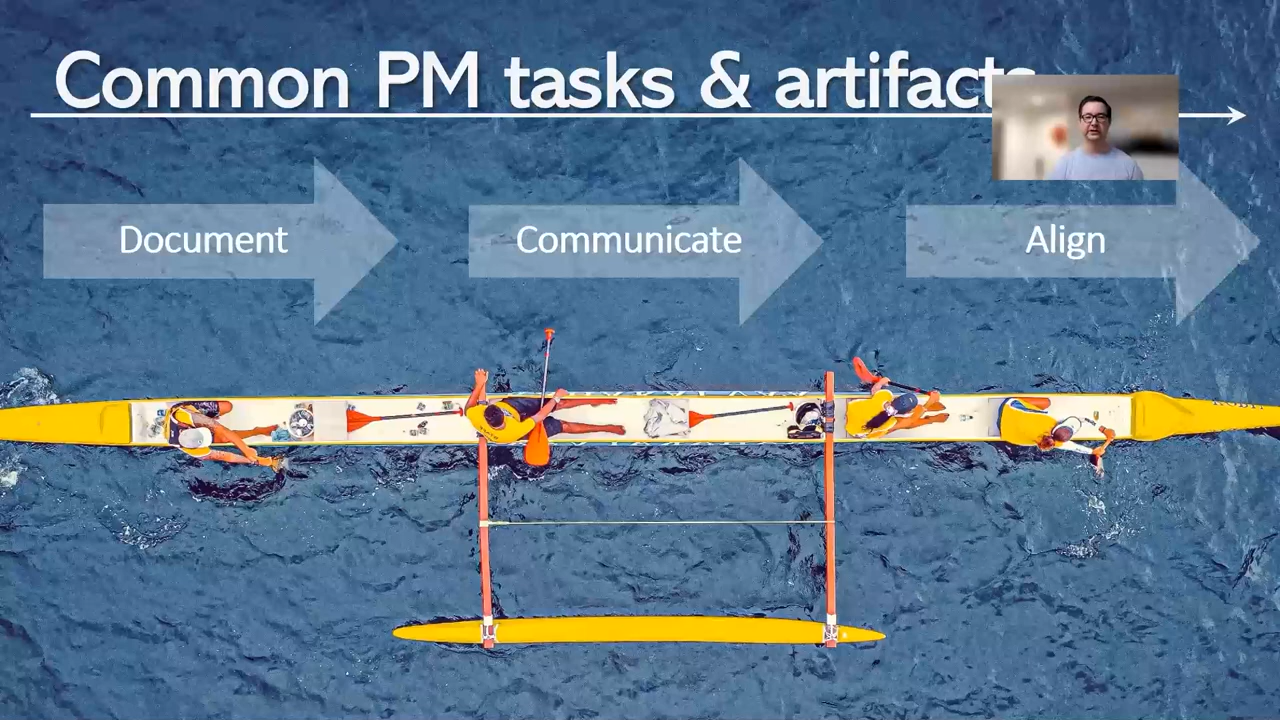 Common PM tasks & artifacts
Document
Communicate
Align